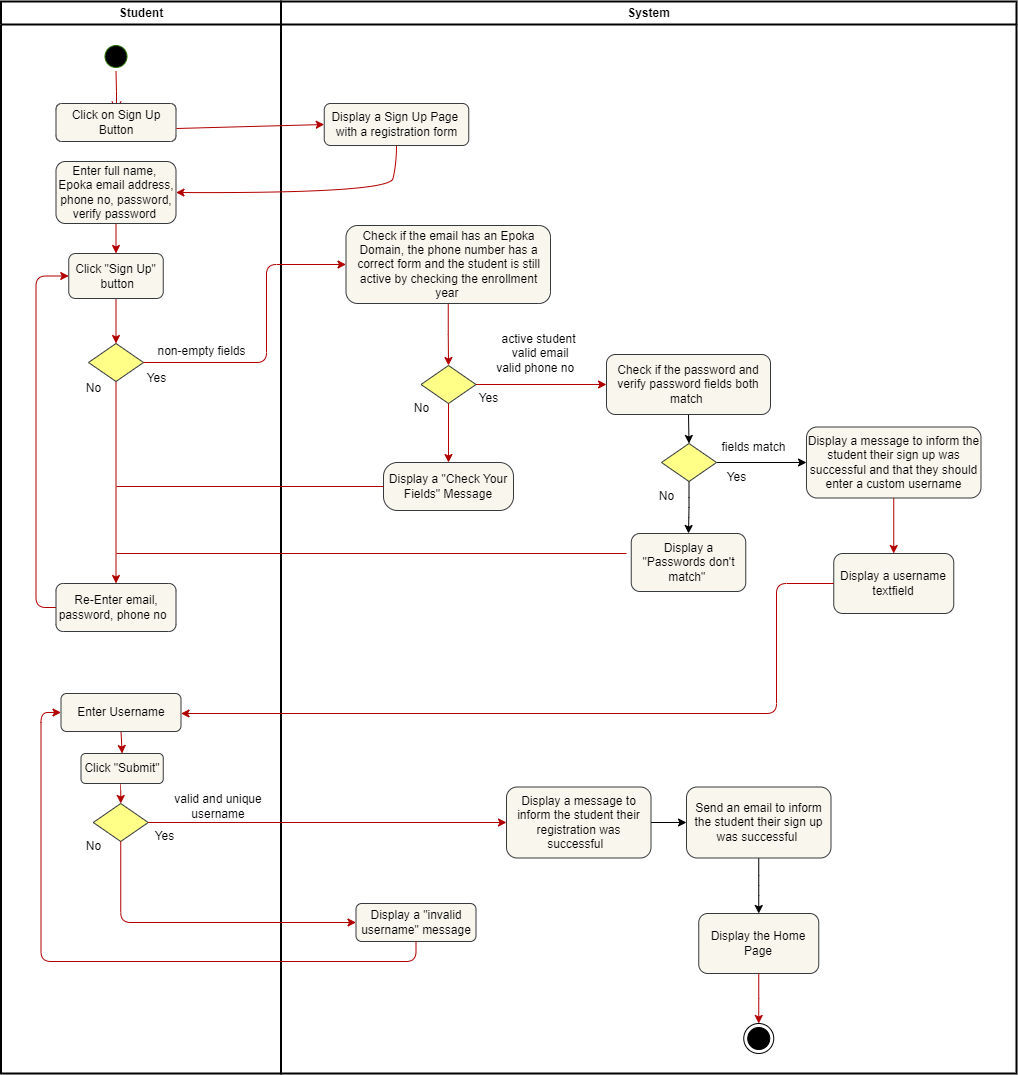 Student
System
Click on Sign Up
Button
Display a Sign Up Page
with a registration form
Enter full name,
Epoka email address,
phone no, password,
verify password
Check if the email has an Epoka
Domain, the phone number has a
correct form and the student is still
active by checking the enrollment
year
Click "Sign Up"
button
non-empty fields
No
Yes
active student
valid email
valid phone no
No
Yes
Check if the password and
verify password fields both
match
fields match
No
Yes
Display a message to inform the
student their sign up was
successful and that they should
enter a custom username
Display a "Check Your
Fields" Message
Display a
"Passwords don't
match"
Display a username
textfield
Re-Enter email,
password, phone no
Enter Username
Click "Submit"
valid and unique
username
No
Yes
Display a message to
inform the student their
registration was
successful
Send an email to inform
the student their sign up
was successful
Display a "invalid
username" message
Display the Home
Page